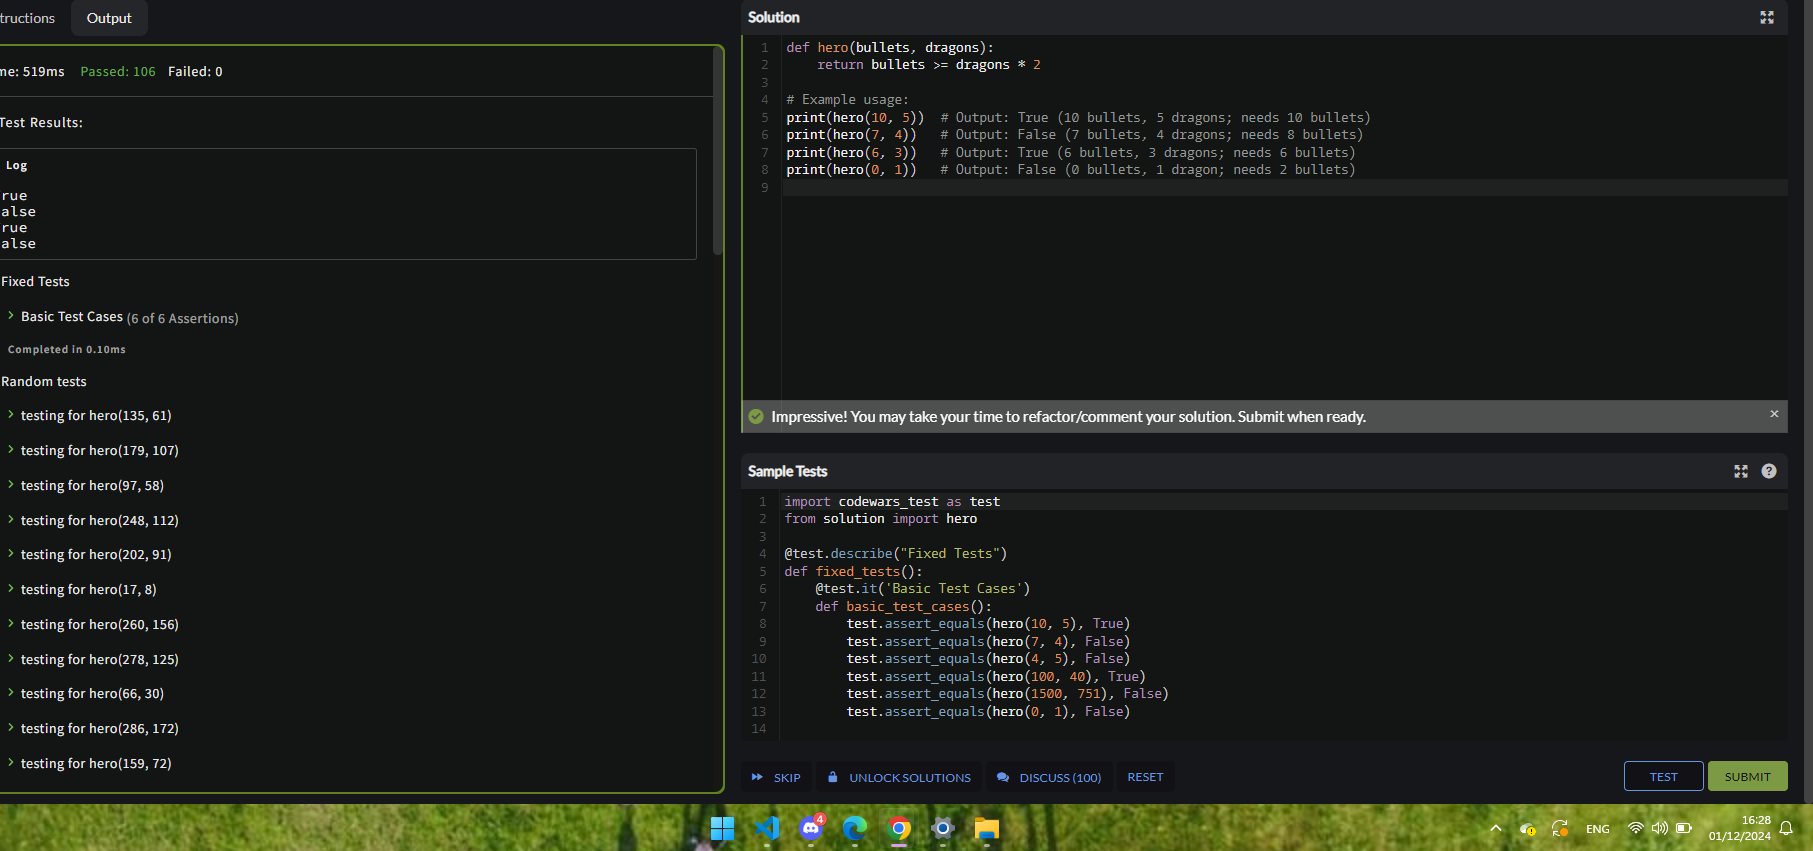 tructions
Output
me: 519ms Passed: 106 Failed: 0
Test Results:
Log
rue
alse
rue
alse
Fixed Tests
Basic Test Cases (6 of 6 Assertions)
Completed in 0.10ms
Random tests
testing for hero(135, 61)
testing for hero(179, 107)
testing for hero(97, 58)
testing for hero(248, 112)
testing for hero(202, 91)
testing for hero(17, 8)
testing for hero(260, 156)
testing for hero(278, 125)
testing for hero(66, 30)
testing for hero(286, 172)
testing for hero(159, 72)
Solution
1 def hero(bullets, dragons):
2     return bullets >= dragons * 2
3
4 # Example usage:
5 print(hero(10, 5))  # Output: True (10 bullets, 5 dragons; needs 10 bullets)
6 print(hero(7, 4))   # Output: False (7 bullets, 4 dragons; needs 8 bullets)
7 print(hero(6, 3))   # Output: True (6 bullets, 3 dragons; needs 6 bullets)
8 print(hero(0, 1))   # Output: False (0 bullets, 1 dragon; needs 2 bullets)
9
Impressive! You may take your time to refactor/comment your solution. Submit when ready.
Sample Tests
1 import codewars_test as test
2 from solution import hero
3
4 @test.describe("Fixed Tests")
5 def fixed_tests():
6     @test.it('Basic Test Cases')
7     def basic_test_cases():
8         test.assert_equals(hero(10, 5), True)
9         test.assert_equals(hero(7, 4), False)
10         test.assert_equals(hero(4, 5), False)
11         test.assert_equals(hero(100, 40), True)
12         test.assert_equals(hero(1500, 751), False)
13         test.assert_equals(hero(0, 1), False)
14
SKIP UNLOCK SOLUTIONS DISCUSS (100) RESET TEST SUBMIT
4
ENG
16:28
01/12/2024